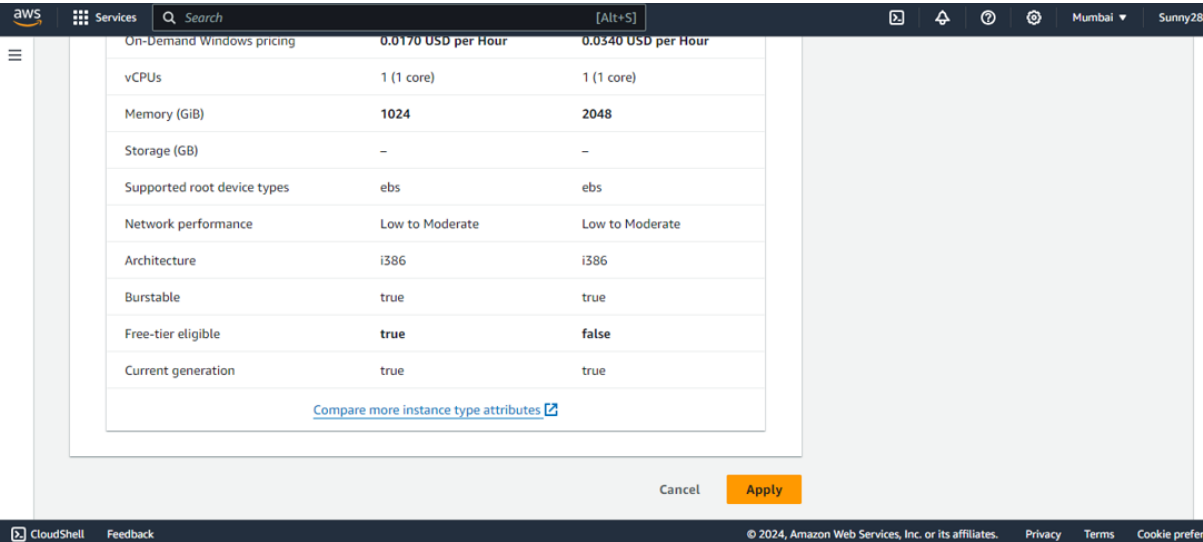 aws Services Search [Alt+S] Mumbai Sunny28
On-Demand Windows pricing 0.0170 USD per Hour 0.0340 USD per Hour
vCPUs 1 (1 core) 1 (1 core)
Memory (GiB) 1024 2048
Storage (GB) – –
Supported root device types ebs ebs
Network performance Low to Moderate Low to Moderate
Architecture i386 i386
Burstable true true
Free-tier eligible true false
Current generation true true
Compare more instance type attributes
Cancel Apply
CloudShell Feedback © 2024, Amazon Web Services, Inc. or its affiliates. Privacy Terms Cookie prefer